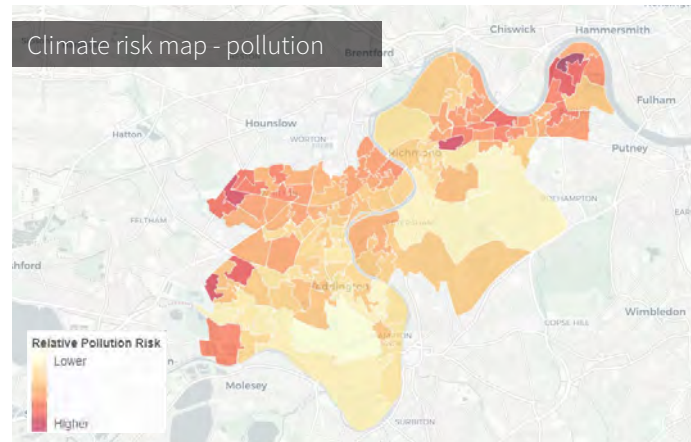 Climate risk map - pollution
Chiswick
Hammersmith
Brentford
Fulham
Hounslow
Hatton
WORTON
Putney
Richmond
ROEHAMPTON
FELTHAM
Teddington
Wimbledon
COPSE HILL
Relative Pollution Risk
Lower
Higher
Molesey
SURBITON